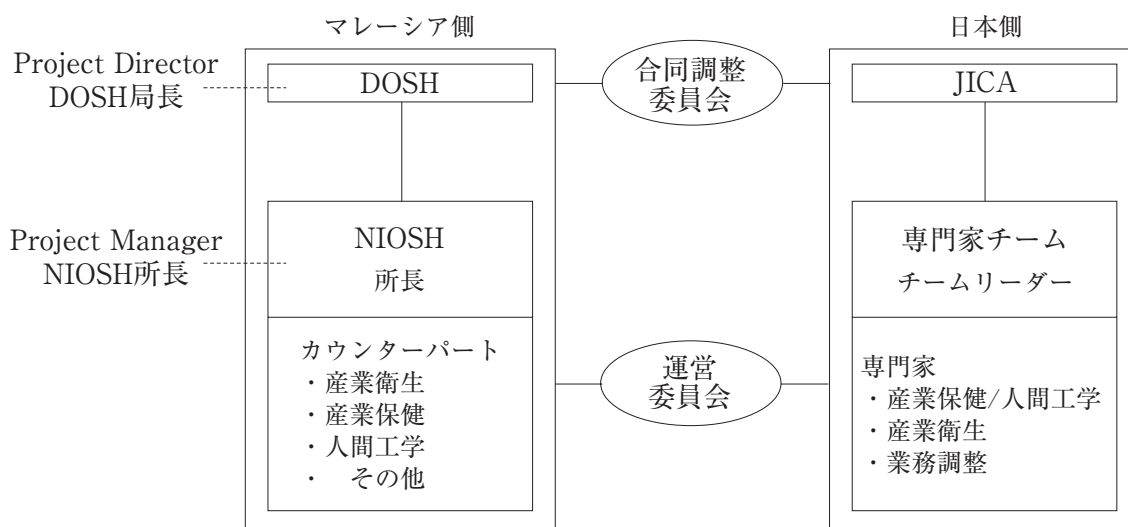 マレーシア側
日本側
Project Director
DOSH局長
DOSH
合同調整
委員会
JICA
Project Manager
NIOSH所長
NIOSH
所長
専門家チーム
チームリーダー
カウンターパート
・産業衛生
・産業保健
・人間工学
・ その他
運営
委員会
専門家
・産業保健/人間工学
・産業衛生
・業務調整